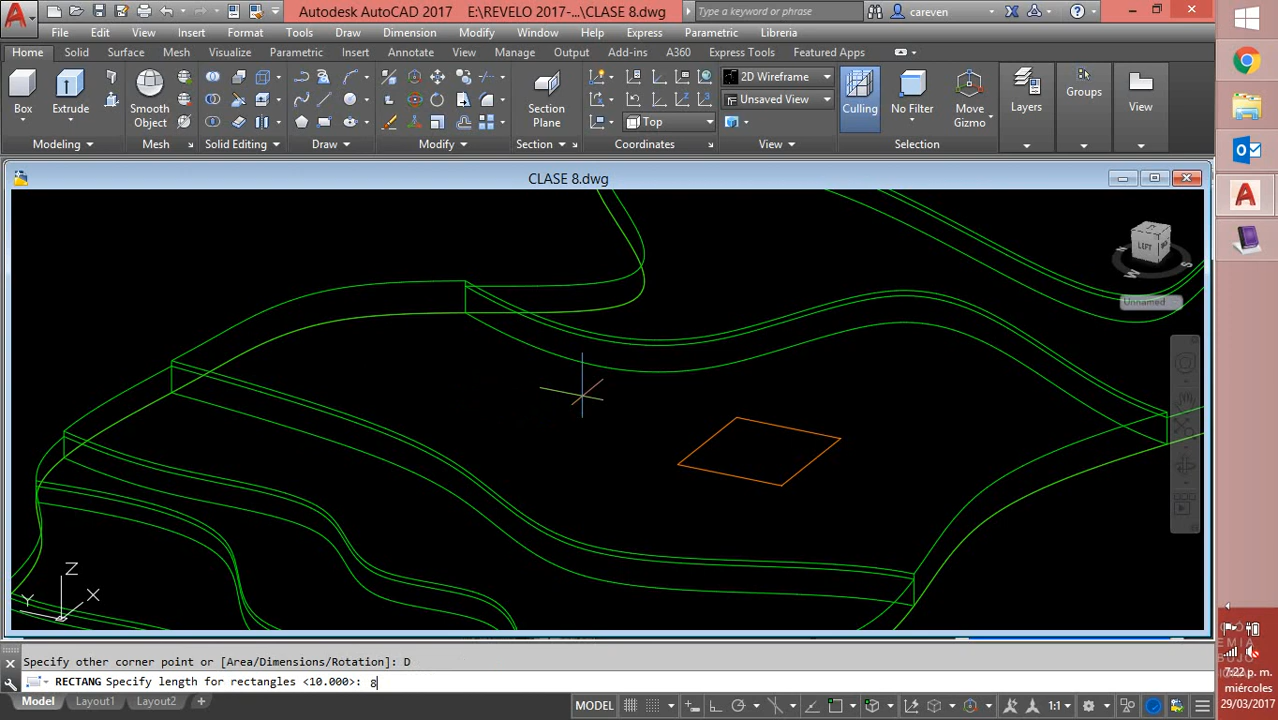 Autodesk AutoCAD 2017 E:\REVELO 2017-...\CLASE 8.dwg
Type a keyword or phrase
careven
File Edit View Insert Format Tools Draw Dimension Modify Window Help Express Parametric Libreria
Home Solid Surface Mesh Visualize Parametric Insert Annotate View Manage Output Add-ins A360 Express Tools Featured Apps
Box
Extrude
Smooth
Object
Section
Plane
2D Wireframe
Unsaved View
Top
Culling
No Filter
Move
Gizmo
Layers
Groups
View
Modeling Mesh Solid Editing Draw Modify Section Coordinates View Selection
CLASE 8.dwg
LEFT
W
S
Unnamed
Z
Y
X
Specify other corner point or [Area/Dimensions/Rotation]: D
RECTANG Specify length for rectangles <10.000>: 8
Model Layout1 Layout2 +
MODEL
1:1
7:22 p. m.
miércoles
29/03/2017